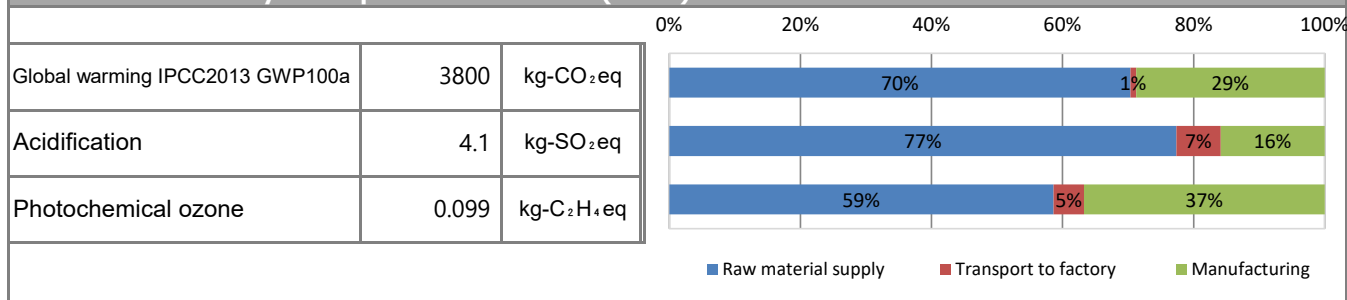 0% 20% 40% 60% 80% 100%
Global warming IPCC2013 GWP100a 3800 kg-CO₂eq 70% 1% 29%
Acidification 4.1 kg-SO₂eq 77% 7% 16%
Photochemical ozone 0.099 kg-C₂H₄eq 59% 5% 37%
Raw material supply Transport to factory Manufacturing